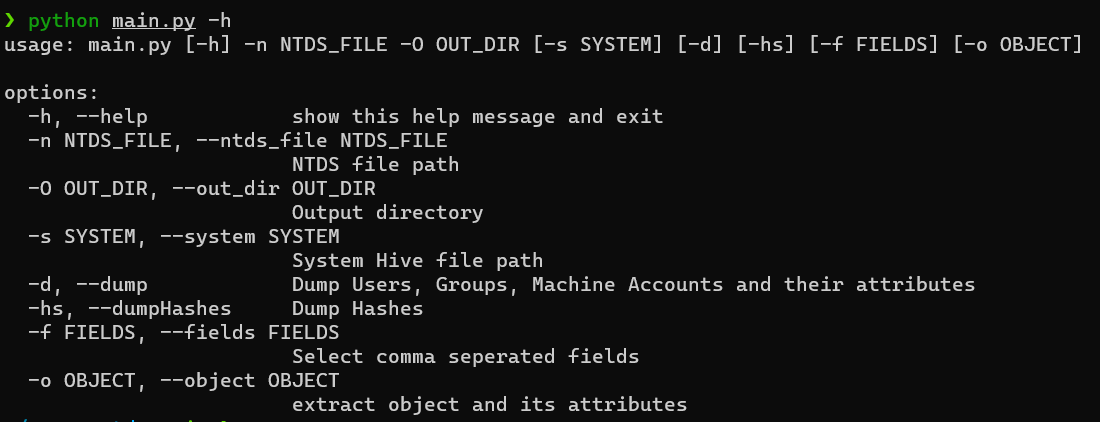 ❯ python main.py -h
usage: main.py [-h] -n NTDS_FILE -O OUT_DIR [-s SYSTEM] [-d] [-hs] [-f FIELDS] [-o OBJECT]
options:
-h, --help show this help message and exit
-n NTDS_FILE, --ntds_file NTDS_FILE
NTDS file path
-O OUT_DIR, --out_dir OUT_DIR
Output directory
-s SYSTEM, --system SYSTEM
System Hive file path
-d, --dump Dump Users, Groups, Machine Accounts and their attributes
-hs, --dumpHashes Dump Hashes
-f FIELDS, --fields FIELDS
Select comma seperated fields
-o OBJECT, --object OBJECT
extract object and its attributes